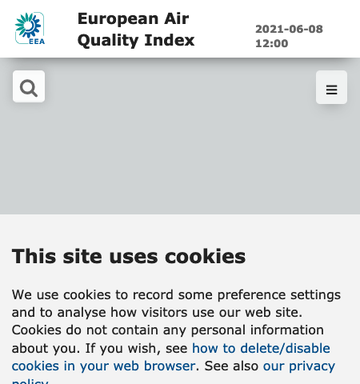 EEA
European Air
Quality Index
2021-06-08
12:00
This site uses cookies
We use cookies to record some preference settings
and to analyse how visitors use our web site.
Cookies do not contain any personal information
about you. If you wish, see how to delete/disable
cookies in your web browser. See also our privacy
policy